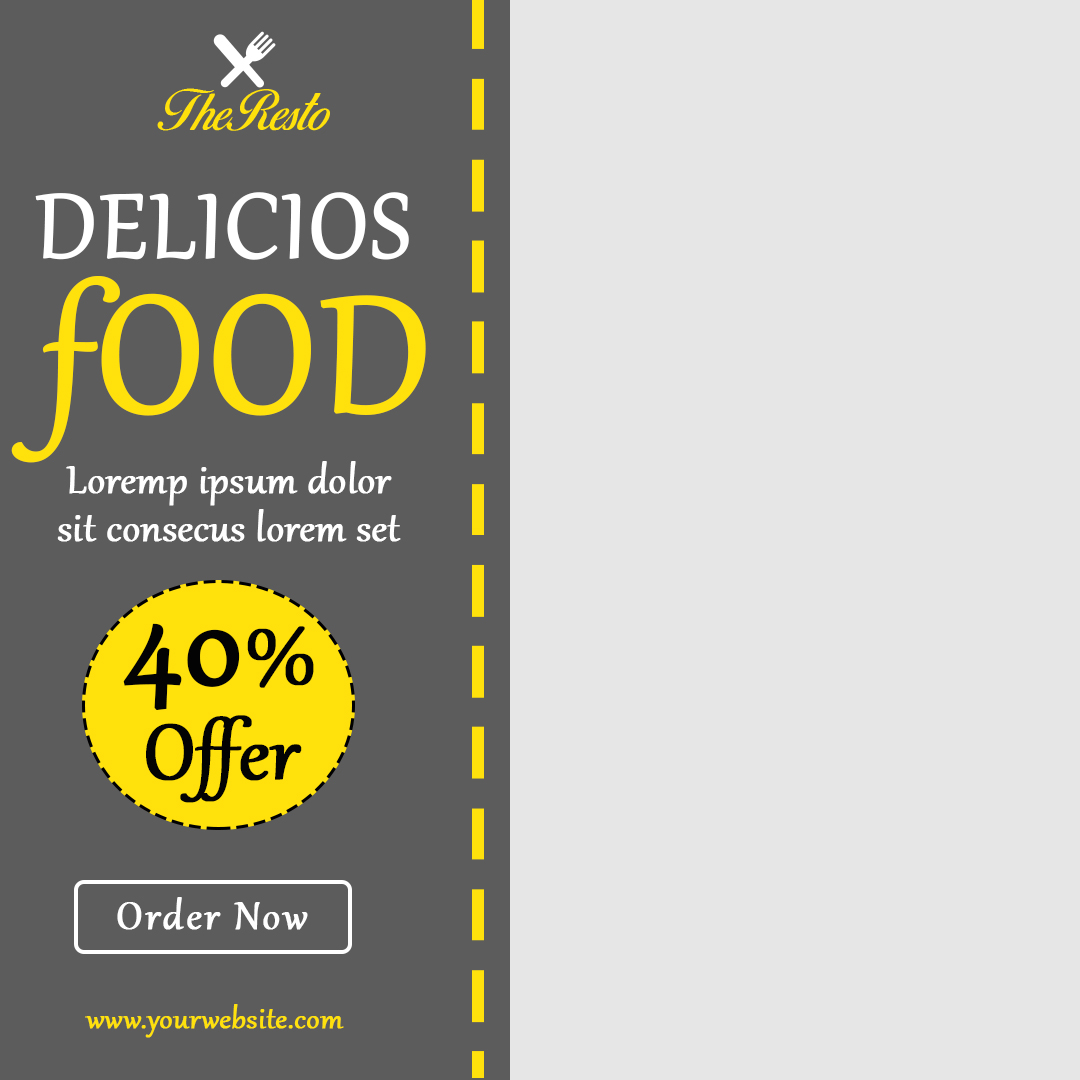 TheResto
DELICIOS
fOOD
Loremp ipsum dolor
sit consecus lorem set
40%
Offer
Order Now
www.yourwebsite.com